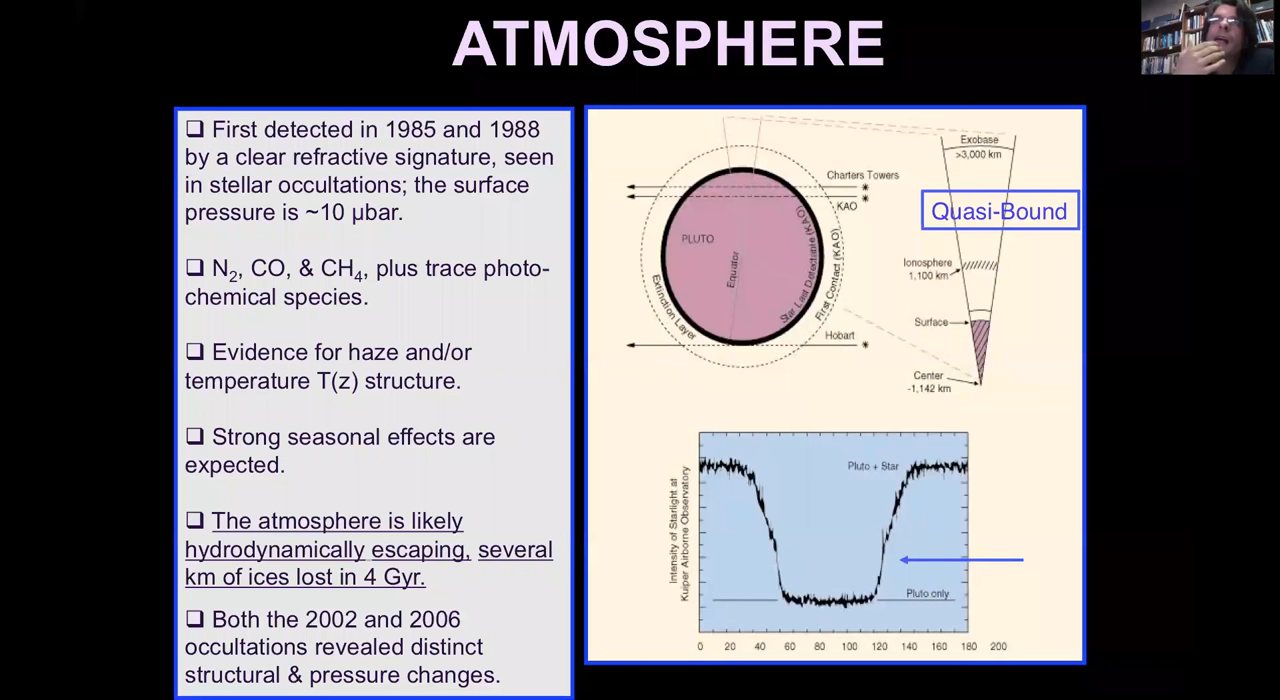 ATMOSPHERE
❑ First detected in 1985 and 1988
by a clear refractive signature, seen
in stellar occultations; the surface
pressure is ~10 µbar.
❑ N₂, CO, & CH₄, plus trace photo-
chemical species.
❑ Evidence for haze and/or
temperature T(z) structure.
❑ Strong seasonal effects are
expected.
❑ The atmosphere is likely
hydrodynamically escaping, several
km of ices lost in 4 Gyr.
❑ Both the 2002 and 2006
occultations revealed distinct
structural & pressure changes.
Charters Towers
KAO
PLUTO
Equator
Extinction Layer
Star Last Detectable (KAO)
First Contact (KAO)
Hobart
Exobase
>3,000 km
Quasi-Bound
Ionosphere
1,100 km
Surface
Center
-1,142 km
Intensity of Starlight at
Kuiper Airborne Observatory
Pluto + Star
Pluto only
0 20 40 60 80 100 120 140 160 180 200